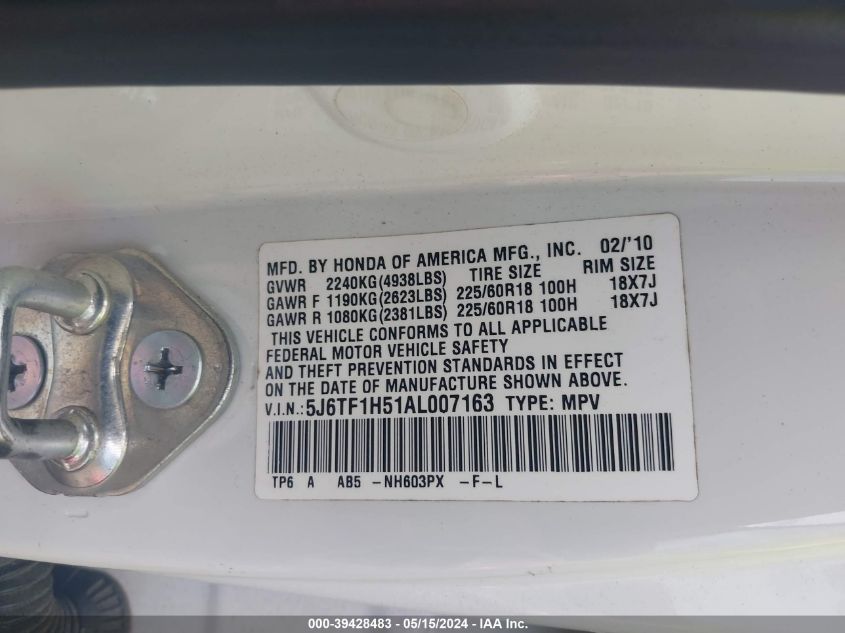 MFD. BY HONDA OF AMERICA MFG., INC. 02/'10
GVWR 2240KG(4938LBS) TIRE SIZE RIM SIZE
GAWR F 1190KG(2623LBS) 225/60R18 100H 18X7J
GAWR R 1080KG(2381LBS) 225/60R18 100H 18X7J
THIS VEHICLE CONFORMS TO ALL APPLICABLE
FEDERAL MOTOR VEHICLE SAFETY
AND THEFT PREVENTION STANDARDS IN EFFECT
ON THE DATE OF MANUFACTURE SHOWN ABOVE.
V.I.N.: 5J6TF1H51AL007163 TYPE: MPV
TP6 A AB5 -NH603PX -F-L
000-39428483 - 05/15/2024 - IAA Inc.